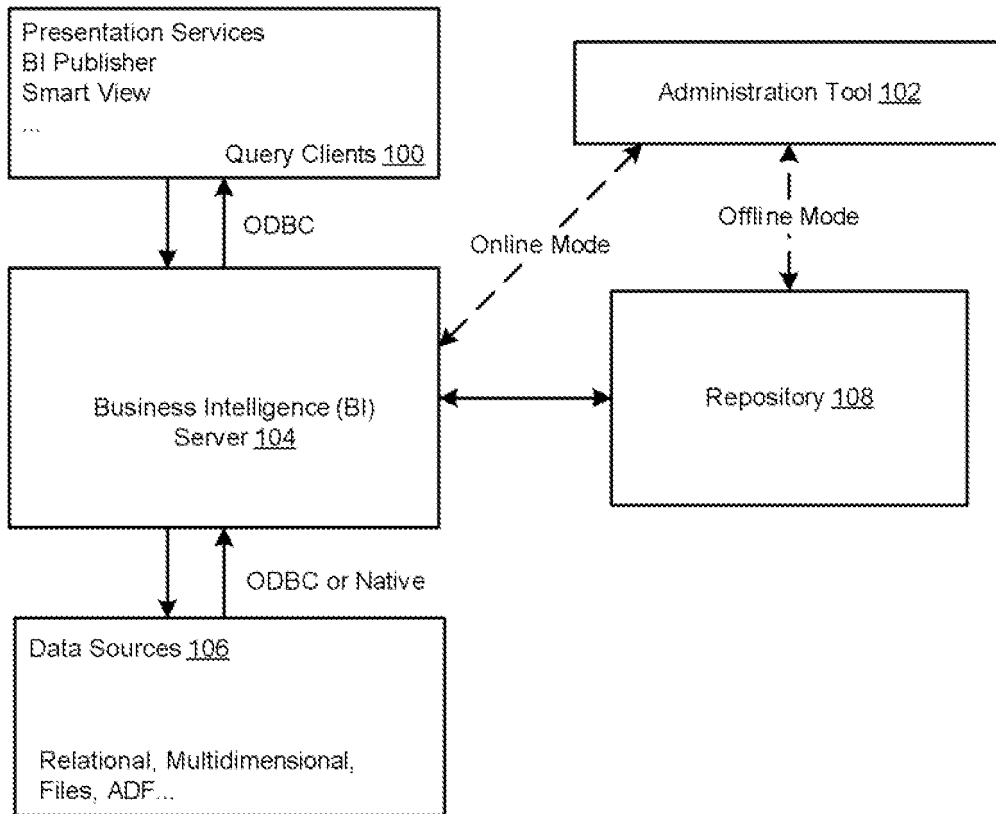 Presentation Services
BI Publisher
Smart View
...
Query Clients 100
Administration Tool 102
ODBC
Online Mode
Offline Mode
Business Intelligence (BI)
Server 104
Repository 108
ODBC or Native
Data Sources 106
Relational, Multidimensional,
Files, ADF...